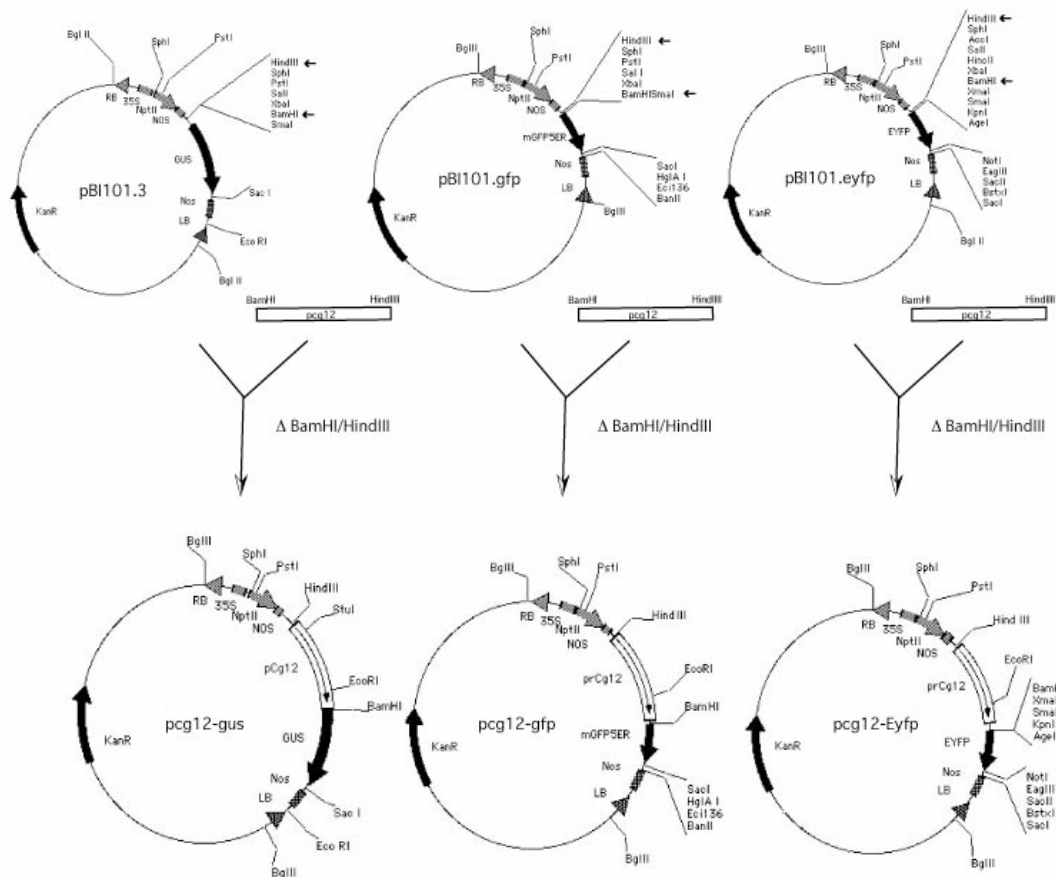 Bgl II
SphI
PstI
HindIII
SphI
PstI
SalI
XbaI
BamHI
SmaI
RB
35S
NptII
NOS
GUS
pBI101.3
KanR
Nos
LB
Sac I
Eco RI
Bgl II
BamHI
HindIII
pcg12
BglII
SphI
PstI
HindIII
SphI
PstI
Sal I
XbaI
BamHISmaI
RB
35S
NptII
NOS
mGFP5ER
pBI101.gfp
KanR
Nos
LB
SacI
HgIA I
Ecl136
BanII
BglII
BamHI
HindIII
pcg12
BglII
SphI
PstI
HindIII
SphI
AccI
SalI
HincII
XbaI
BamHI
XmaI
SmaI
KpnI
AgeI
RB
35S
NptII
NOS
EYFP
pBI101.eyfp
KanR
Nos
LB
NotI
EagIII
SacII
BstxI
SacI
Bgl II
BamHI
HindIII
pcg12
Δ BamHI/HindIII
Δ BamHI/HindIII
Δ BamHI/HindIII
BglII
SphI
PstI
HindIII
StuI
RB
35S
NptII
NOS
pCg12
EcoRI
BamHI
pcg12-gus
KanR
GUS
Nos
LB
Sac I
Eco RI
BglII
BglII
SphI
PstI
Hind III
RB
35S
NptII
NOS
prCg12
EcoRI
BamHI
pcg12-gfp
mGFP5ER
KanR
Nos
LB
SacI
HgIA I
Ecl136
BanII
BglII
BglII
SphI
PstI
Hind III
RB
35S
NptII
NOS
prCg12
EcoRI
XmaI
SmaI
KpnI
AgeI
pcg12-Eyfp
EYFP
KanR
Nos
LB
NotI
EagIII
SacII
BstxI
SacI
BglII